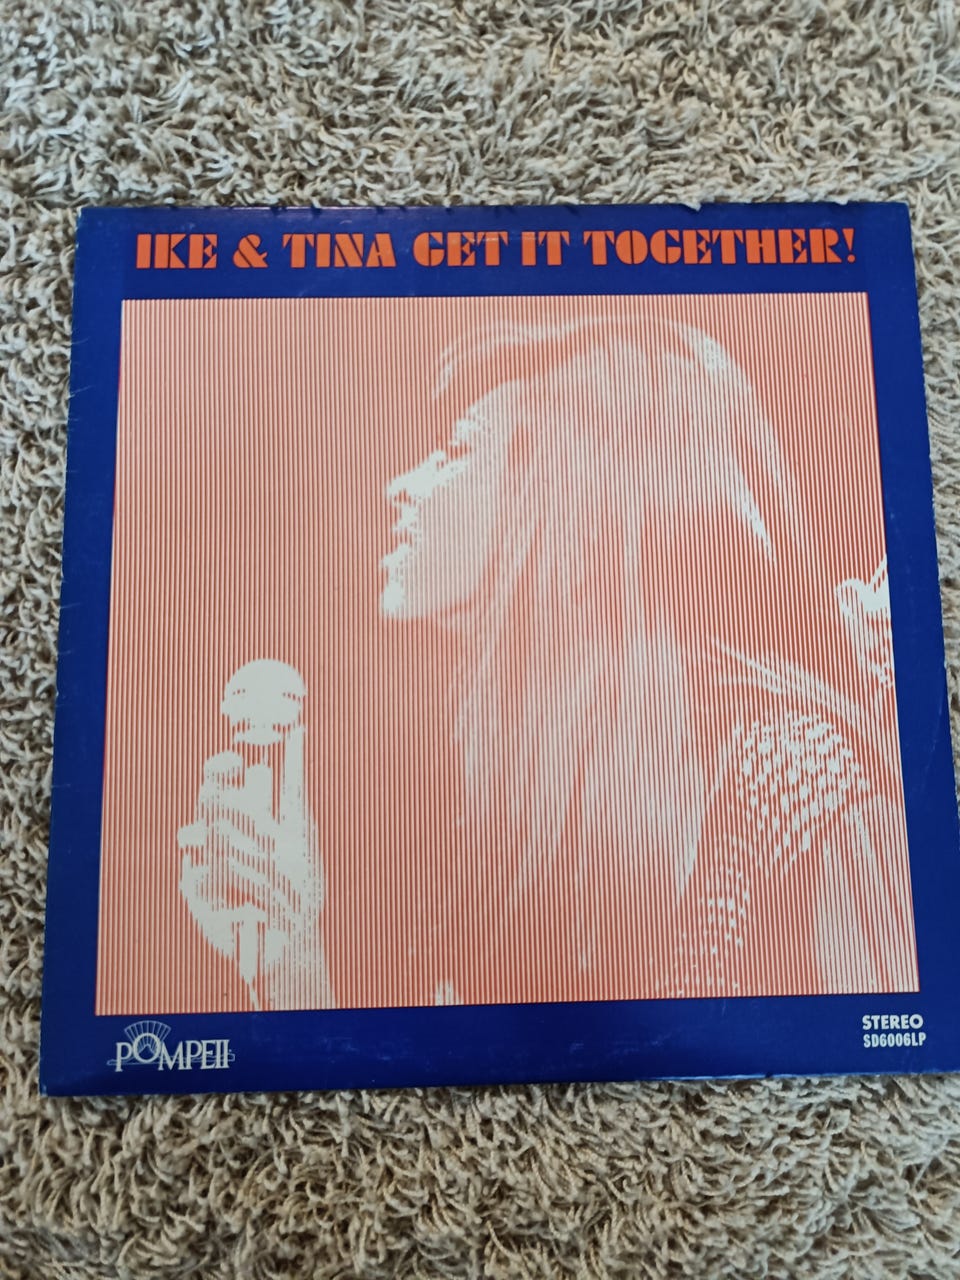 IKE & TINA GET IT TOGETHER!
POMPEII
STEREO
SD6006LP